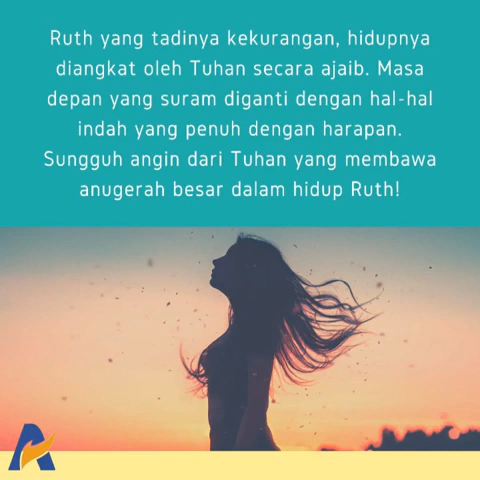 Ruth yang tadinya kekurangan, hidupnya
diangkat oleh Tuhan secara ajaib. Masa
depan yang suram diganti dengan hal-hal
indah yang penuh dengan harapan.
Sungguh angin dari Tuhan yang membawa
anugerah besar dalam hidup Ruth!